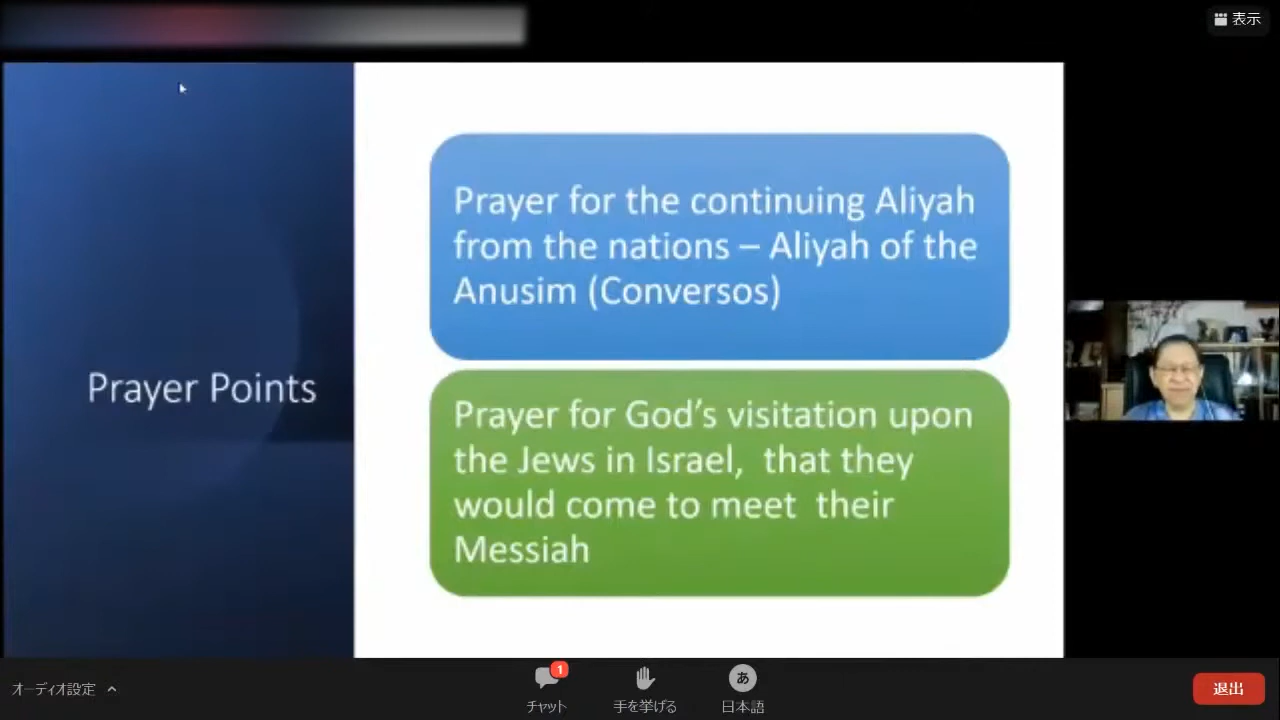 表示
Prayer Points
Prayer for the continuing Aliyah
from the nations – Aliyah of the
Anusim (Conversos)
Prayer for God’s visitation upon
the Jews in Israel, that they
would come to meet their
Messiah
オーディオ設定
1
チャット
手を挙げる
あ
日本語
退出